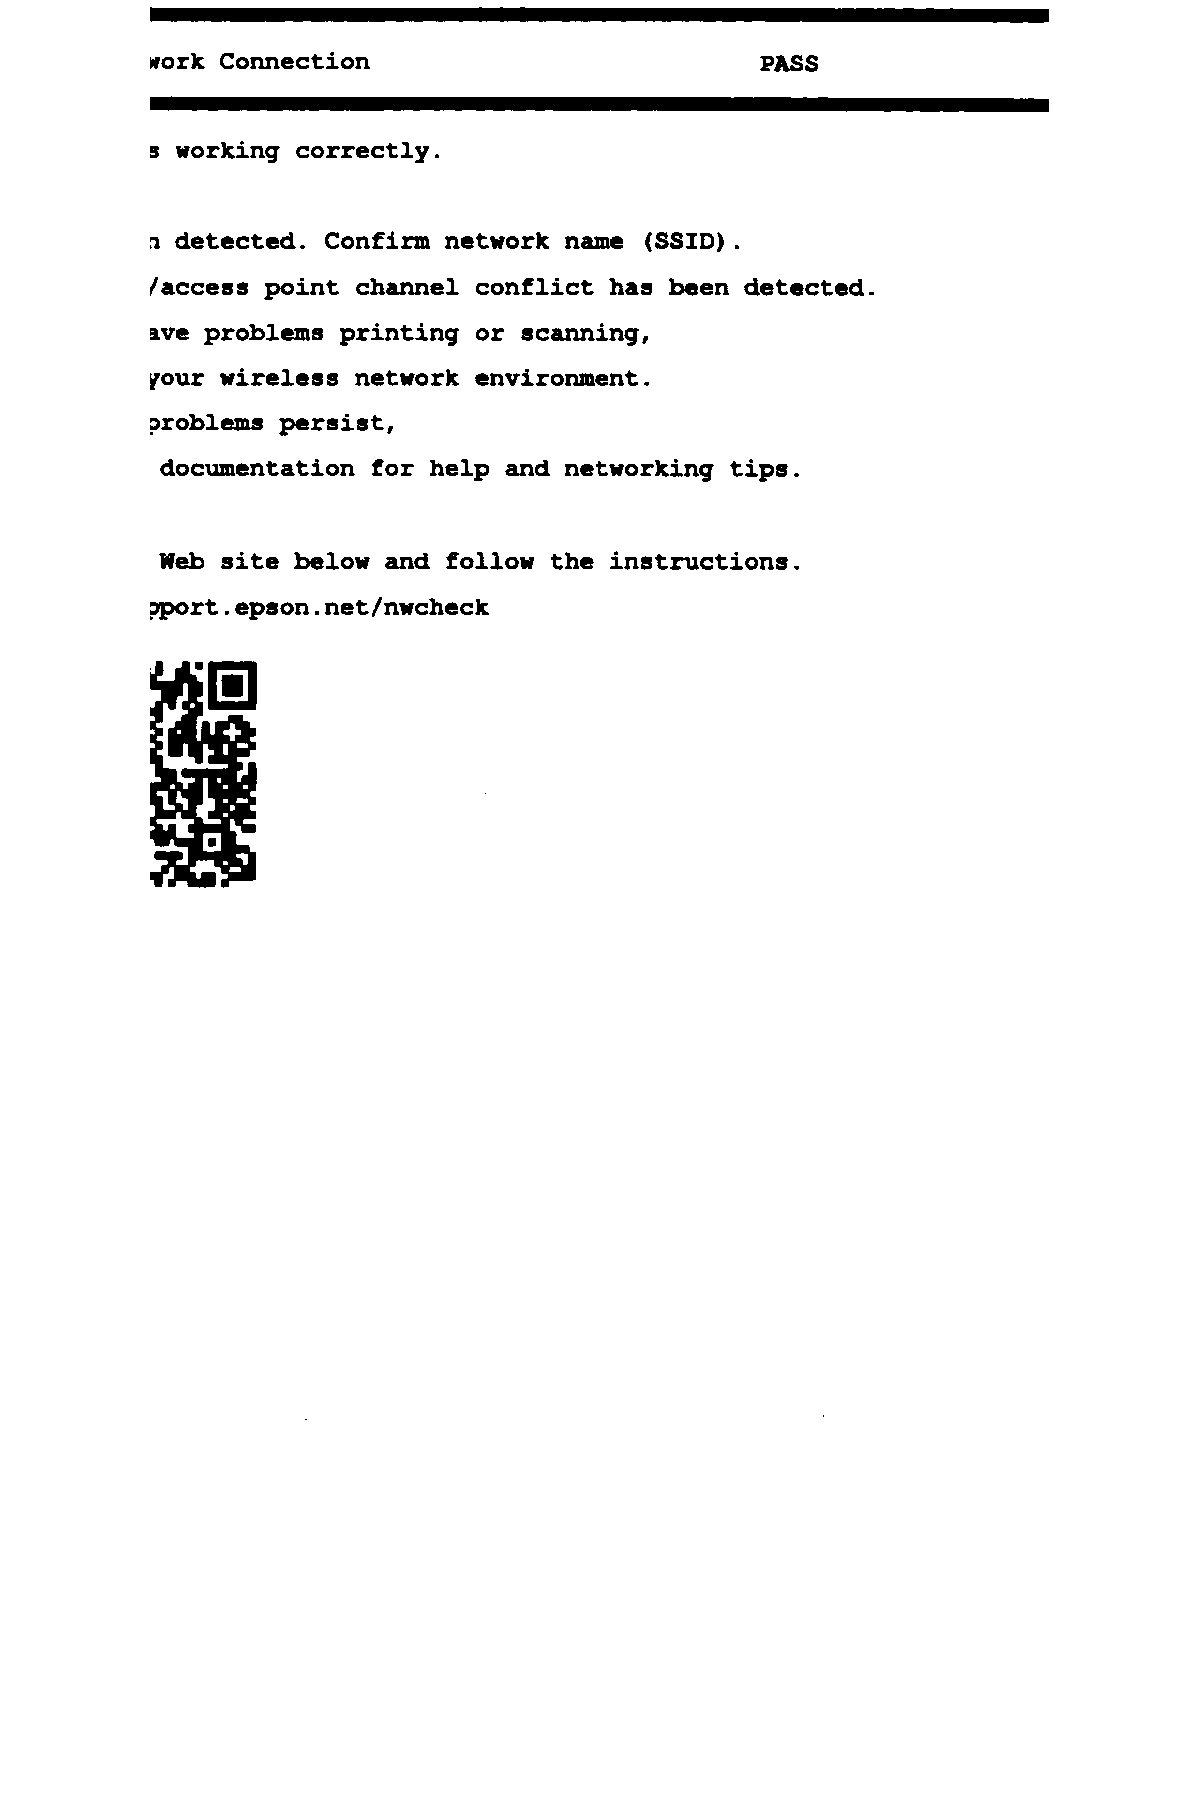 work Connection PASS
s working correctly.
detected. Confirm network name (SSID).
/access point channel conflict has been detected.
ave problems printing or scanning,
your wireless network environment.
problems persist,
documentation for help and networking tips.
Web site below and follow the instructions.
pport.epson.net/nwcheck